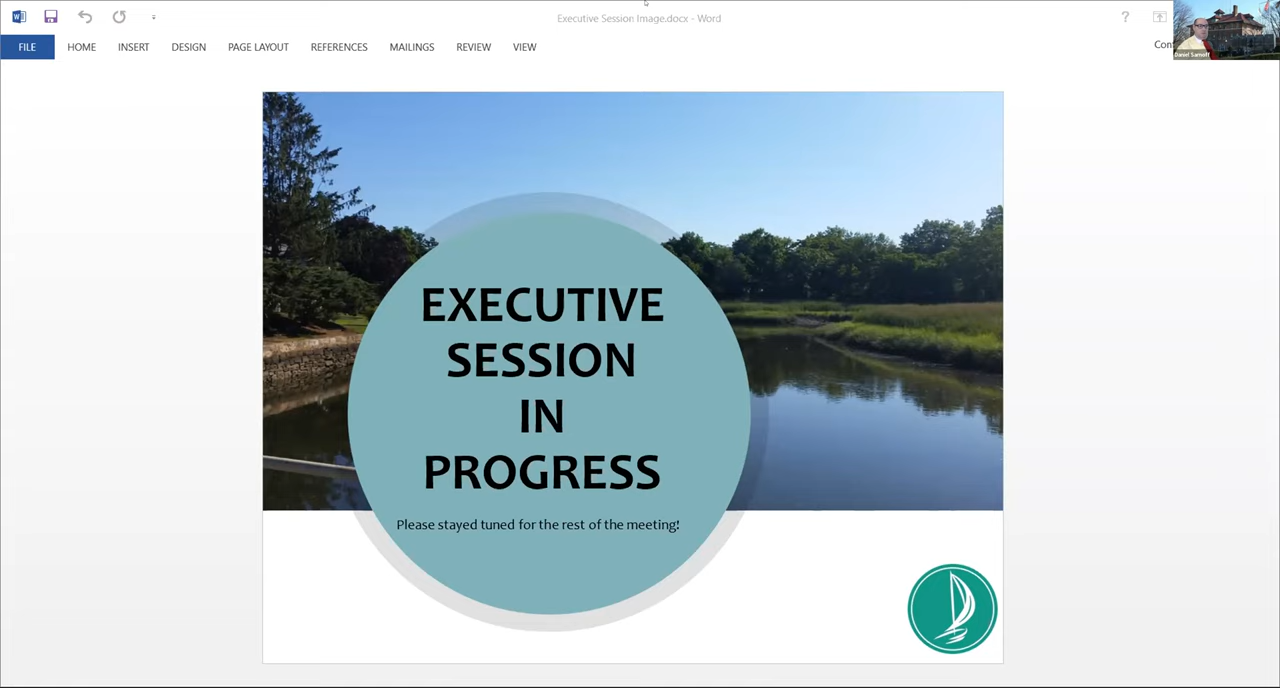 Executive Session Image.docx - Word
?
FILE HOME INSERT DESIGN PAGE LAYOUT REFERENCES MAILINGS REVIEW VIEW
EXECUTIVE
SESSION
IN
PROGRESS
Please stayed tuned for the rest of the meeting!